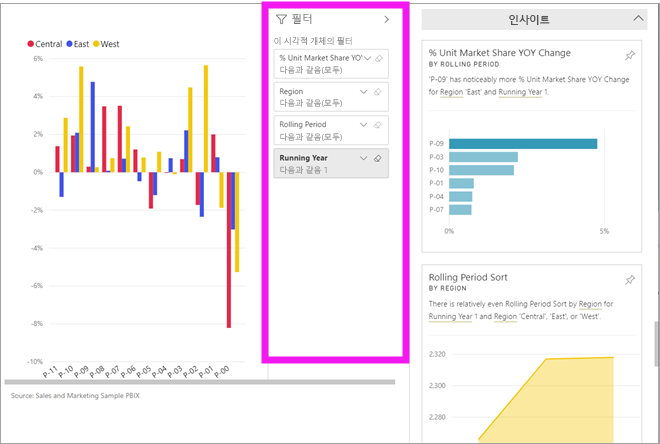 Central East West
6%
4%
2%
0%
-2%
-4%
-6%
-8%
-10%
P-11
P-10
P-09
P-08
P-07
P-06
P-05
P-04
P-03
P-02
P-01
P-00
Source: Sales and Marketing Sample PBIX
필터
이 시각적 개체의 필터
% Unit Market Share YO'
다음과 같음(모두)
Region
다음과 같음(모두)
Rolling Period
다음과 같음(모두)
Running Year
다음과 같음 1
인사이트
% Unit Market Share YOY Change
BY ROLLING PERIOD
'P-09' has noticeably more % Unit Market Share YOY Change
for Region 'East' and Running Year 1.
P-09
P-03
P-10
P-01
P-04
P-07
0% 5%
Rolling Period Sort
BY REGION
There is relatively even Rolling Period Sort by Region for
Running Year 1 and Region 'Central', 'East', or 'West'.
2,320
2,300
2,280